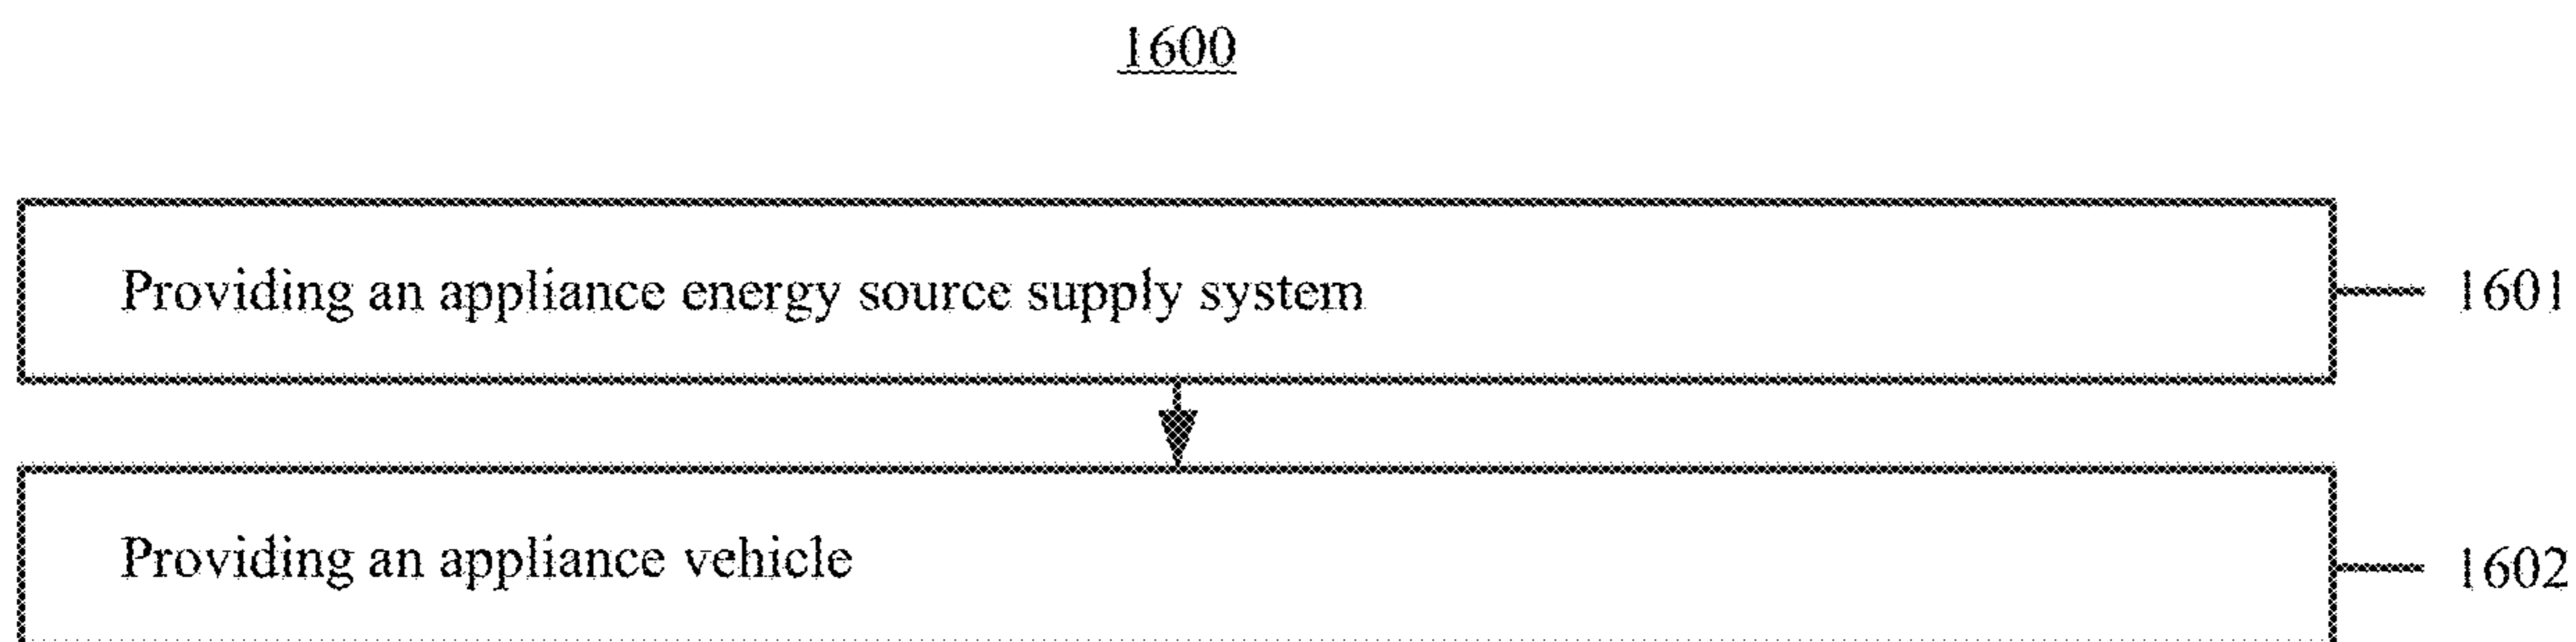 1600
Providing an appliance energy source supply system
1601
Providing an appliance vehicle
1602